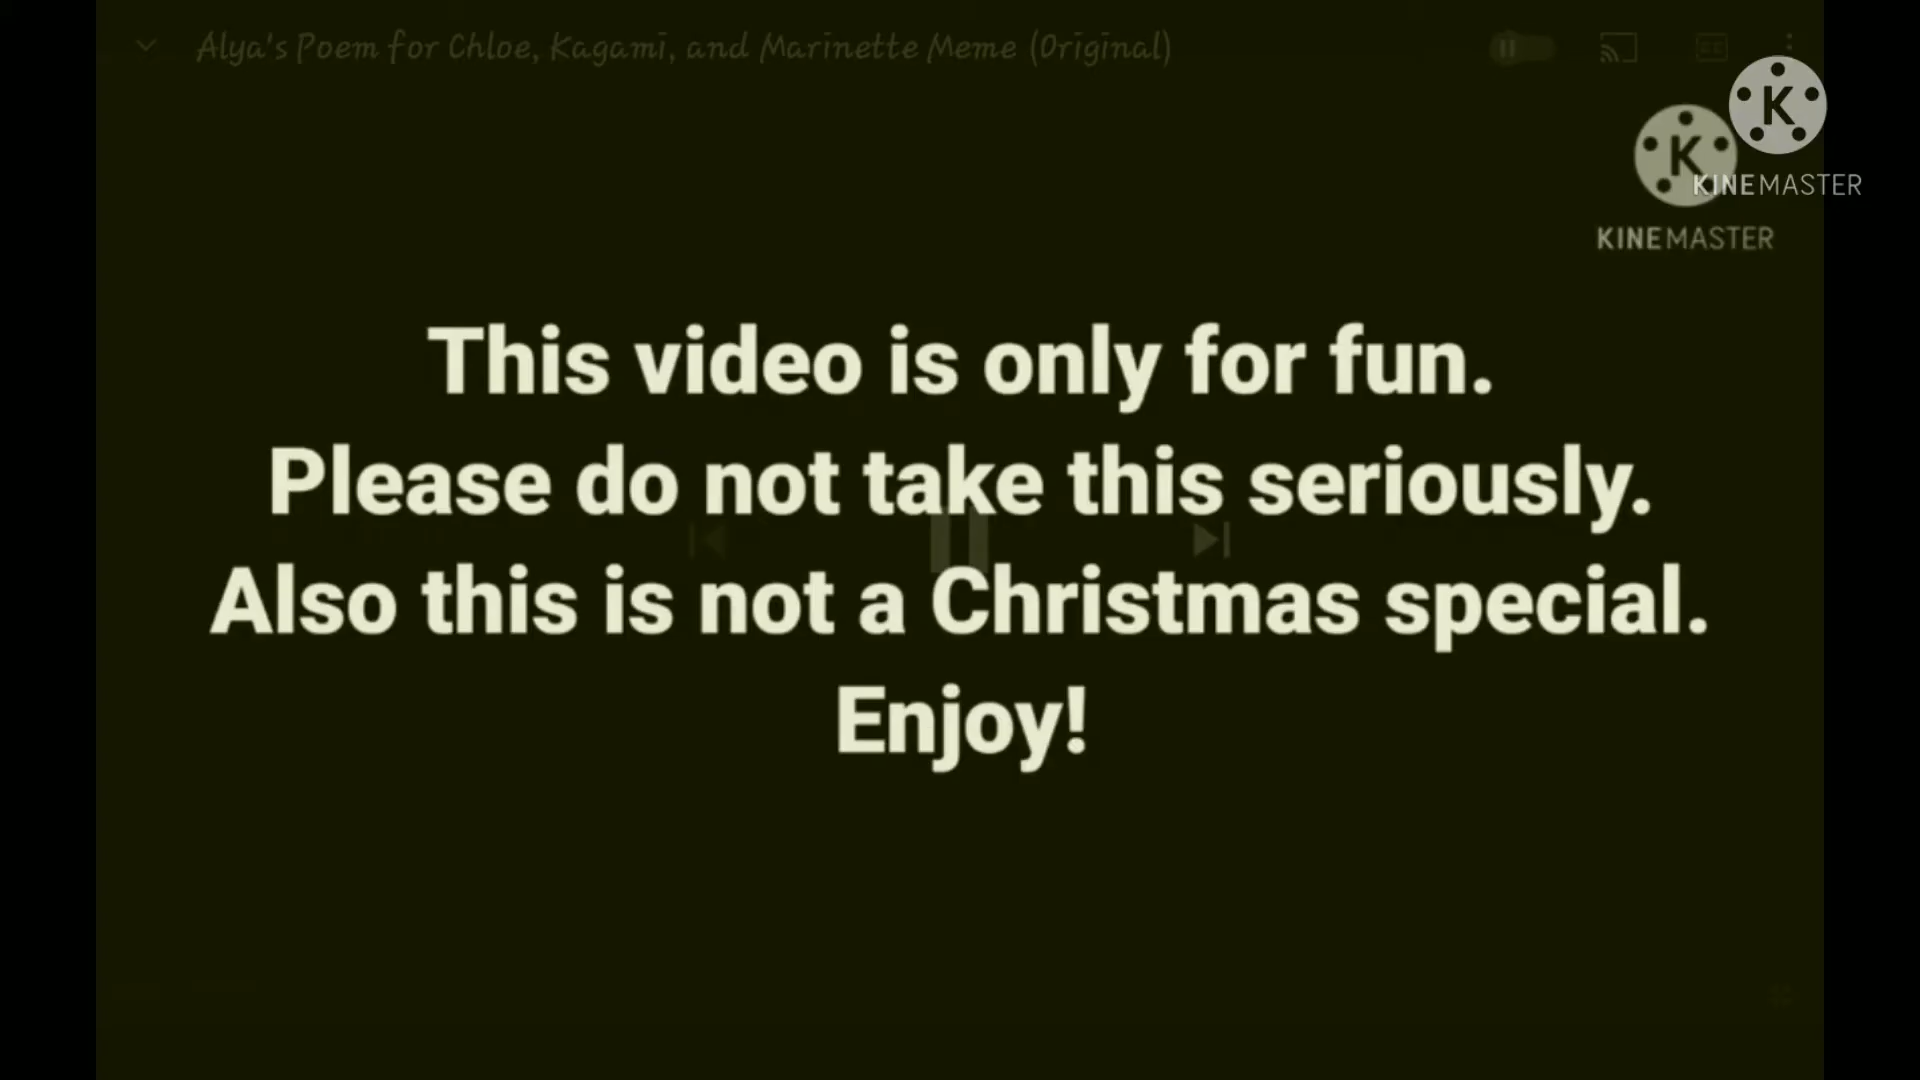 Alya's Poem for Chloe, Kagami, and Marinette Meme (Original)
CC
K
KINEMASTER
K
KINEMASTER
This video is only for fun.
Please do not take this seriously.
Also this is not a Christmas special.
Enjoy!